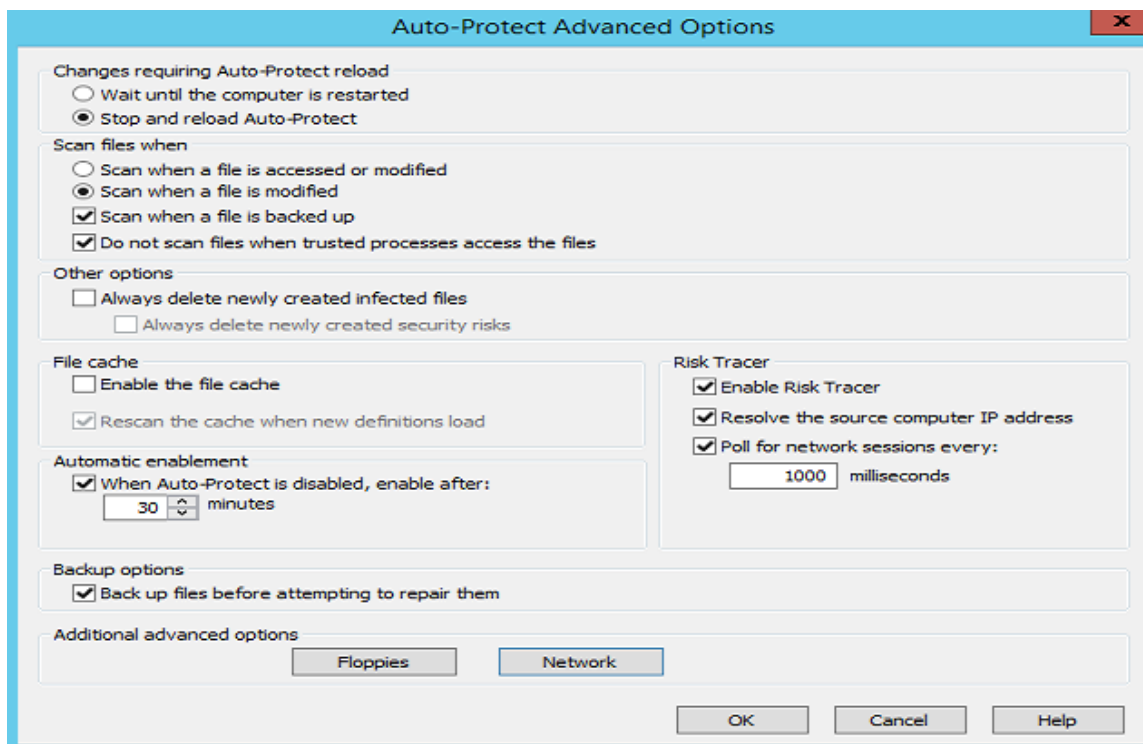 Auto-Protect Advanced Options
x
Changes requiring Auto-Protect reload
Wait until the computer is restarted
Stop and reload Auto-Protect
Scan files when
Scan when a file is accessed or modified
Scan when a file is modified
Scan when a file is backed up
Do not scan files when trusted processes access the files
Other options
Always delete newly created infected files
Always delete newly created security risks
File cache
Enable the file cache
Rescan the cache when new definitions load
Automatic enablement
When Auto-Protect is disabled, enable after:
30 minutes
Risk Tracer
Enable Risk Tracer
Resolve the source computer IP address
Poll for network sessions every:
1000 milliseconds
Backup options
Back up files before attempting to repair them
Additional advanced options
Floppies Network
OK Cancel Help